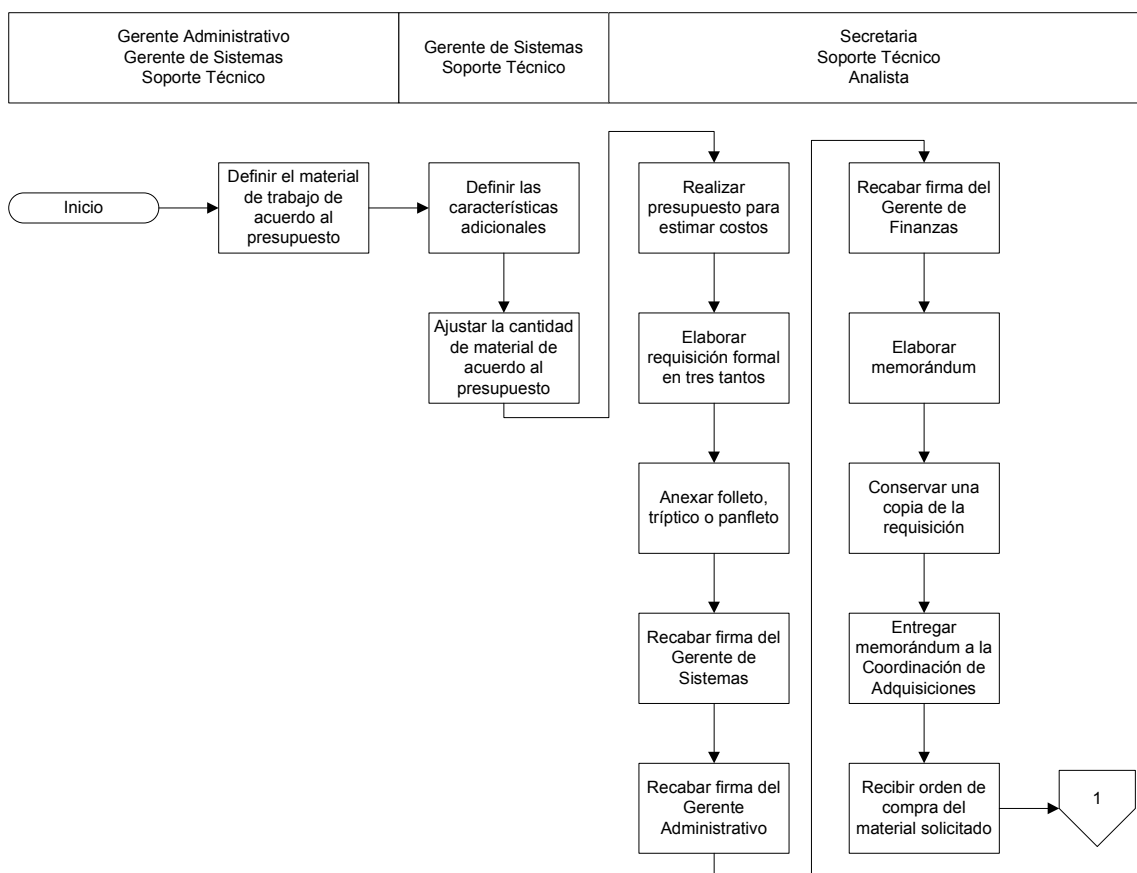 Gerente Administrativo
Gerente de Sistemas
Soporte Técnico
Gerente de Sistemas
Soporte Técnico
Secretaria
Soporte Técnico
Analista
Inicio
Definir el material
de trabajo de
acuerdo al
presupuesto
Definir las
características
adicionales
Ajustar la cantidad
de material de
acuerdo al
presupuesto
Realizar
presupuesto para
estimar costos
Elaborar
requisición formal
en tres tantos
Anexar folleto,
tríptico o panfleto
Recabar firma del
Gerente de
Sistemas
Recabar firma del
Gerente
Administrativo
Recabar firma del
Gerente de
Finanzas
Elaborar
memorándum
Conservar una
copia de la
requisición
Entregar
memorándum a la
Coordinación de
Adquisiciones
Recibir orden de
compra del
material solicitado
1